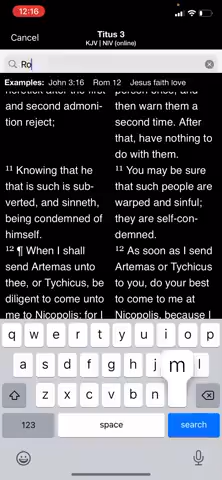 12:16
Cancel
Titus 3
KJV | NIV (online)
Ro
Examples: John 3:16 Rom 12 Jesus faith love
and second admoni-
tion reject;
11 Knowing that he
that is such is sub-
verted, and sinneth,
being condemned of
himself.
12 ¶ When I shall
send Artemas unto
thee, or Tychicus, be
diligent to come unto
me to Nicopolis: for I
then warn them a
second time. After
that, have nothing to
do with them.
11 You may be sure
that such people are
warped and sinful;
they are self-con-
demned.
12 As soon as I send
Artemas or Tychicus
to you, do your best
to come to me at
Nicopolis, because I
q w e r t y u i o p
a s d f g h j m
z x c v b n
123 space search